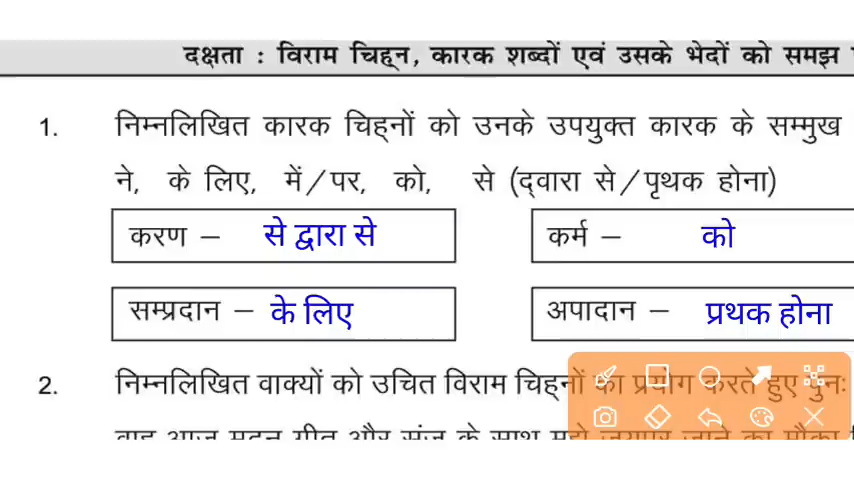 दक्षता : विराम चिह्न, कारक शब्दों एवं उसके भेदों को समझ
1. निम्नलिखित कारक चिह्नों को उनके उपयुक्त कारक के सम्मुख
ने, के लिए, में/पर, को, से (द्वारा से/पृथक होना)
करण – से द्वारा से
कर्म – को
सम्प्रदान – के लिए
अपादान – प्रथक होना
2. निम्नलिखित वाक्यों को उचित विराम चिह्नों का प्रयोग करते हुए पुनः